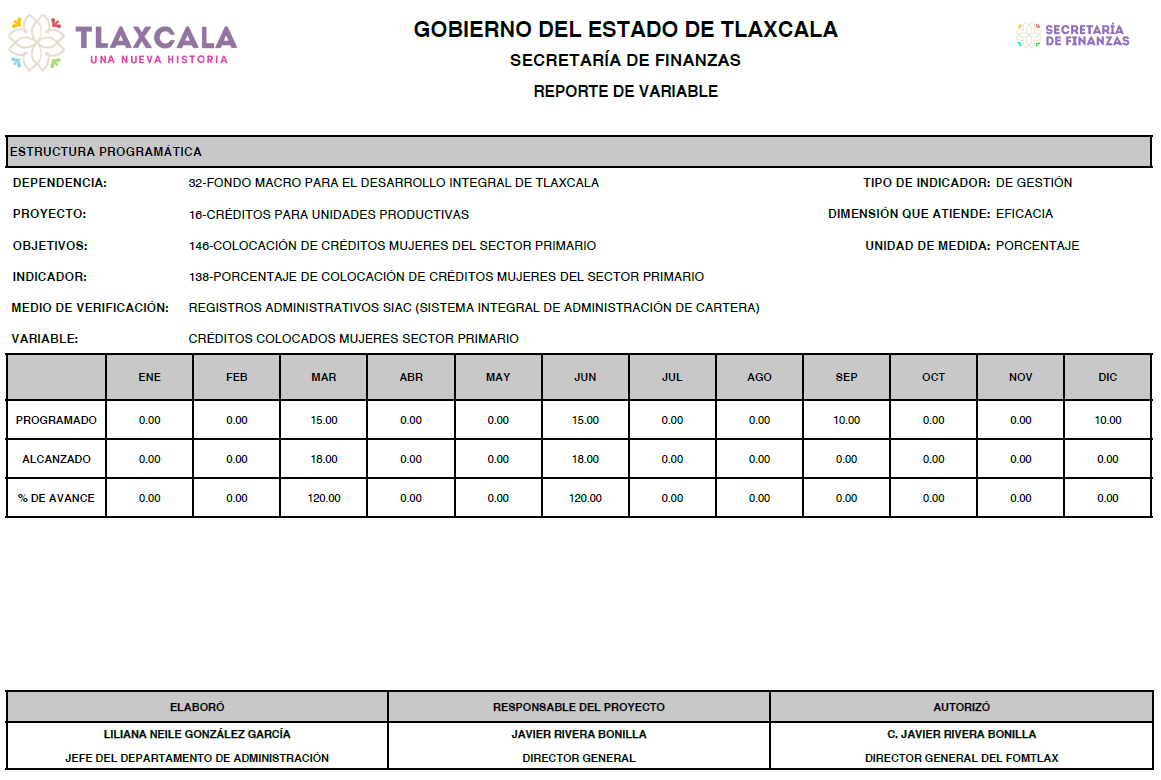 TLAXCALA
UNA NUEVA HISTORIA
GOBIERNO DEL ESTADO DE TLAXCALA
SECRETARÍA DE FINANZAS
REPORTE DE VARIABLE
SECRETARÍA
DE FINANZAS
ESTRUCTURA PROGRAMÁTICA
DEPENDENCIA: 32-FONDO MACRO PARA EL DESARROLLO INTEGRAL DE TLAXCALA TIPO DE INDICADOR: DE GESTIÓN
PROYECTO: 16-CRÉDITOS PARA UNIDADES PRODUCTIVAS DIMENSIÓN QUE ATIENDE: EFICACIA
OBJETIVOS: 146-COLOCACIÓN DE CRÉDITOS MUJERES DEL SECTOR PRIMARIO UNIDAD DE MEDIDA: PORCENTAJE
INDICADOR: 138-PORCENTAJE DE COLOCACIÓN DE CRÉDITOS MUJERES DEL SECTOR PRIMARIO
MEDIO DE VERIFICACIÓN: REGISTROS ADMINISTRATIVOS SIAC (SISTEMA INTEGRAL DE ADMINISTRACIÓN DE CARTERA)
VARIABLE: CRÉDITOS COLOCADOS MUJERES SECTOR PRIMARIO
ENE FEB MAR ABR MAY JUN JUL AGO SEP OCT NOV DIC
PROGRAMADO 0.00 0.00 15.00 0.00 0.00 15.00 0.00 0.00 10.00 0.00 0.00 10.00
ALCANZADO 0.00 0.00 18.00 0.00 0.00 18.00 0.00 0.00 0.00 0.00 0.00 0.00
% DE AVANCE 0.00 0.00 120.00 0.00 0.00 120.00 0.00 0.00 0.00 0.00 0.00 0.00
ELABORÓ RESPONSABLE DEL PROYECTO AUTORIZÓ
LILIANA NEILE GONZÁLEZ GARCÍA JAVIER RIVERA BONILLA C. JAVIER RIVERA BONILLA
JEFE DEL DEPARTAMENTO DE ADMINISTRACIÓN DIRECTOR GENERAL DIRECTOR GENERAL DEL FOMTLAX